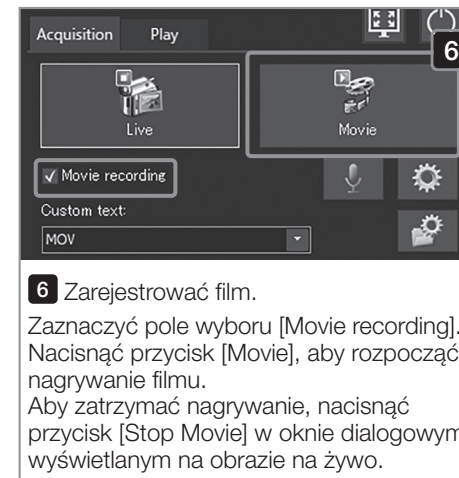 Acquisition Play
6
Live Movie
Movie recording
Custom text:
MOV
6 Zarejestrować film.
Zaznaczyć pole wyboru [Movie recording].
Nacisnąć przycisk [Movie], aby rozpocząć
nagrywanie filmu.
Aby zatrzymać nagrywanie, nacisnąć
przycisk [Stop Movie] w oknie dialogowym
wyświetlanym na obrazie na żywo.